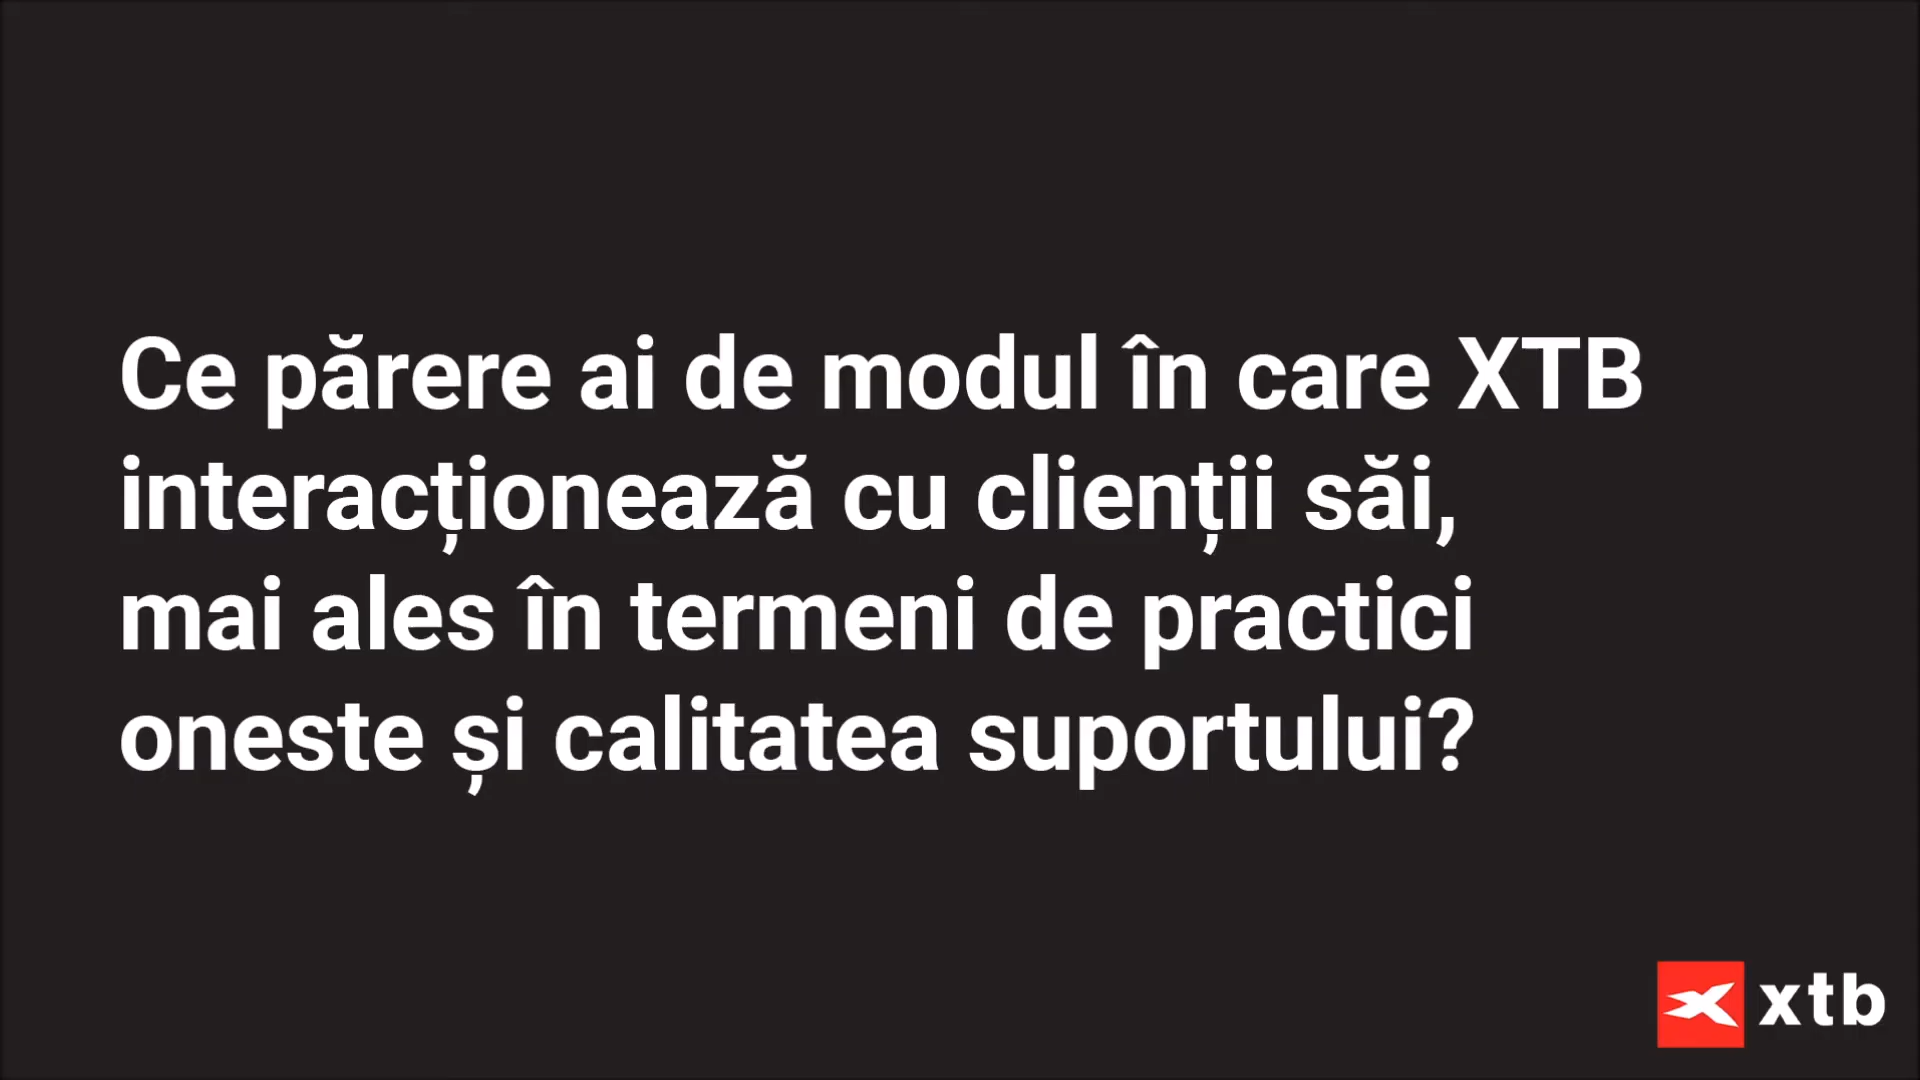 Ce părere ai de modul în care XTB
interacționează cu clienții săi,
mai ales în termeni de practici
oneste și calitatea suportului?
xtb